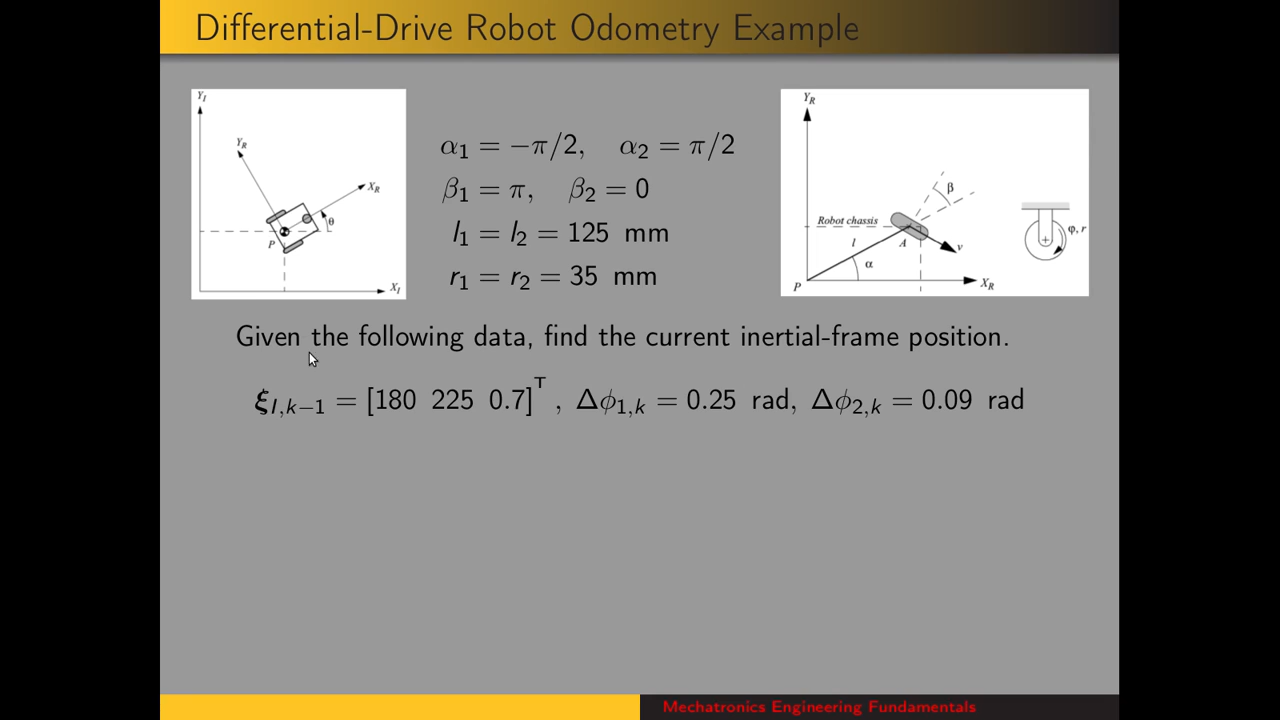 Differential-Drive Robot Odometry Example
Y_I
Y_R
X_R
θ
P
X_I
α₁ = −π/2, α₂ = π/2
β₁ = π, β₂ = 0
l₁ = l₂ = 125 mm
r₁ = r₂ = 35 mm
Y_R
β
Robot chassis
φ, r
l
A
v
α
P
X_R
Given the following data, find the current inertial-frame position.
ξ_{I,k−1} = [180 225 0.7]^T, Δϕ_{1,k} = 0.25 rad, Δϕ_{2,k} = 0.09 rad
Mechatronics Engineering Fundamentals